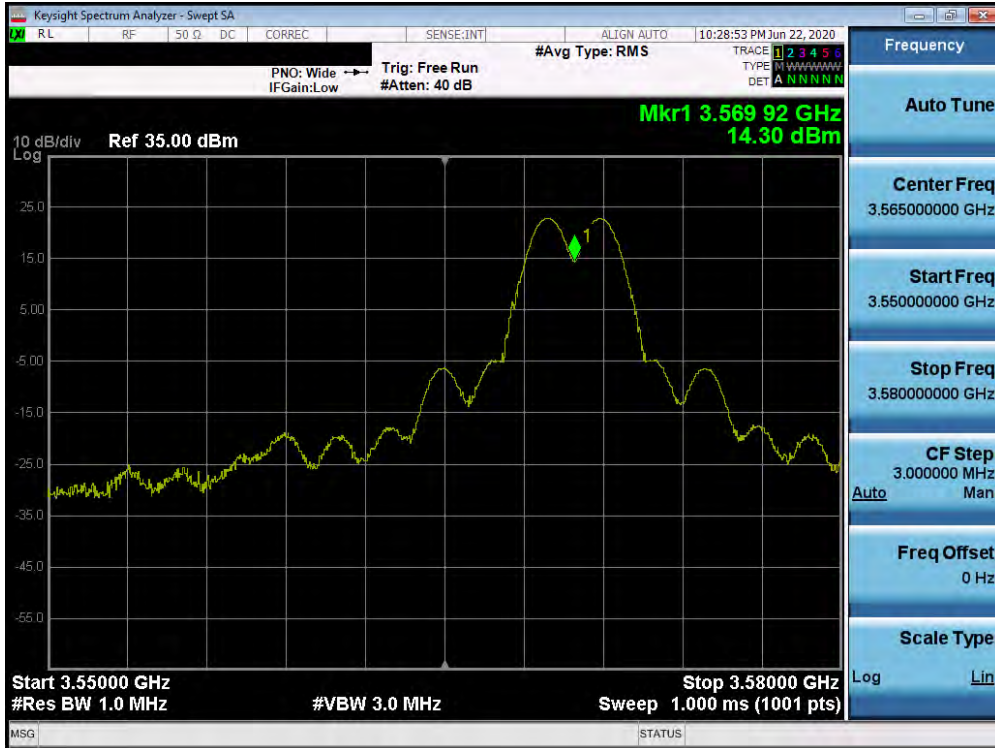 Keysight Spectrum Analyzer - Swept SA
LXI RL RF 50 Ω DC CORREC SENSE:INT ALIGN AUTO 10:28:53 PM Jun 22, 2020
#Avg Type: RMS TRACE 1 2 3 4 5 6
PNO: Wide Trig: Free Run TYPE M WWWWW
IFGain:Low #Atten: 40 dB DET A N N N N N
Mkr1 3.569 92 GHz
14.30 dBm
10 dB/div Ref 35.00 dBm
Log
25.0
15.0
5.00
-5.00
-15.0
-25.0
-35.0
-45.0
-55.0
1
Start 3.55000 GHz Stop 3.58000 GHz
#Res BW 1.0 MHz #VBW 3.0 MHz Sweep 1.000 ms (1001 pts)
MSG STATUS
Frequency
Auto Tune
Center Freq
3.565000000 GHz
Start Freq
3.550000000 GHz
Stop Freq
3.580000000 GHz
CF Step
3.000000 MHz
Auto Man
Freq Offset
0 Hz
Scale Type
Log Lin